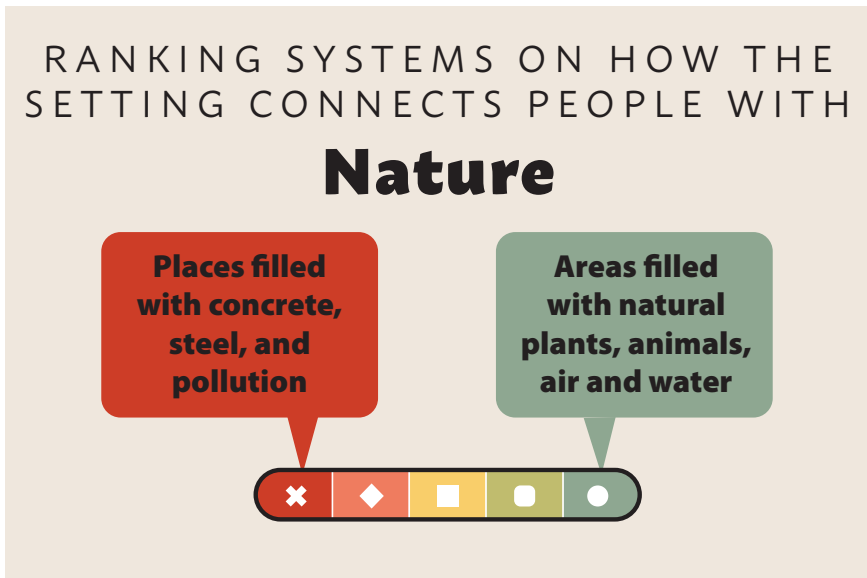 RANKING SYSTEMS ON HOW THE
SETTING CONNECTS PEOPLE WITH
Nature
Places filled
with concrete,
steel, and
pollution
Areas filled
with natural
plants, animals,
air and water